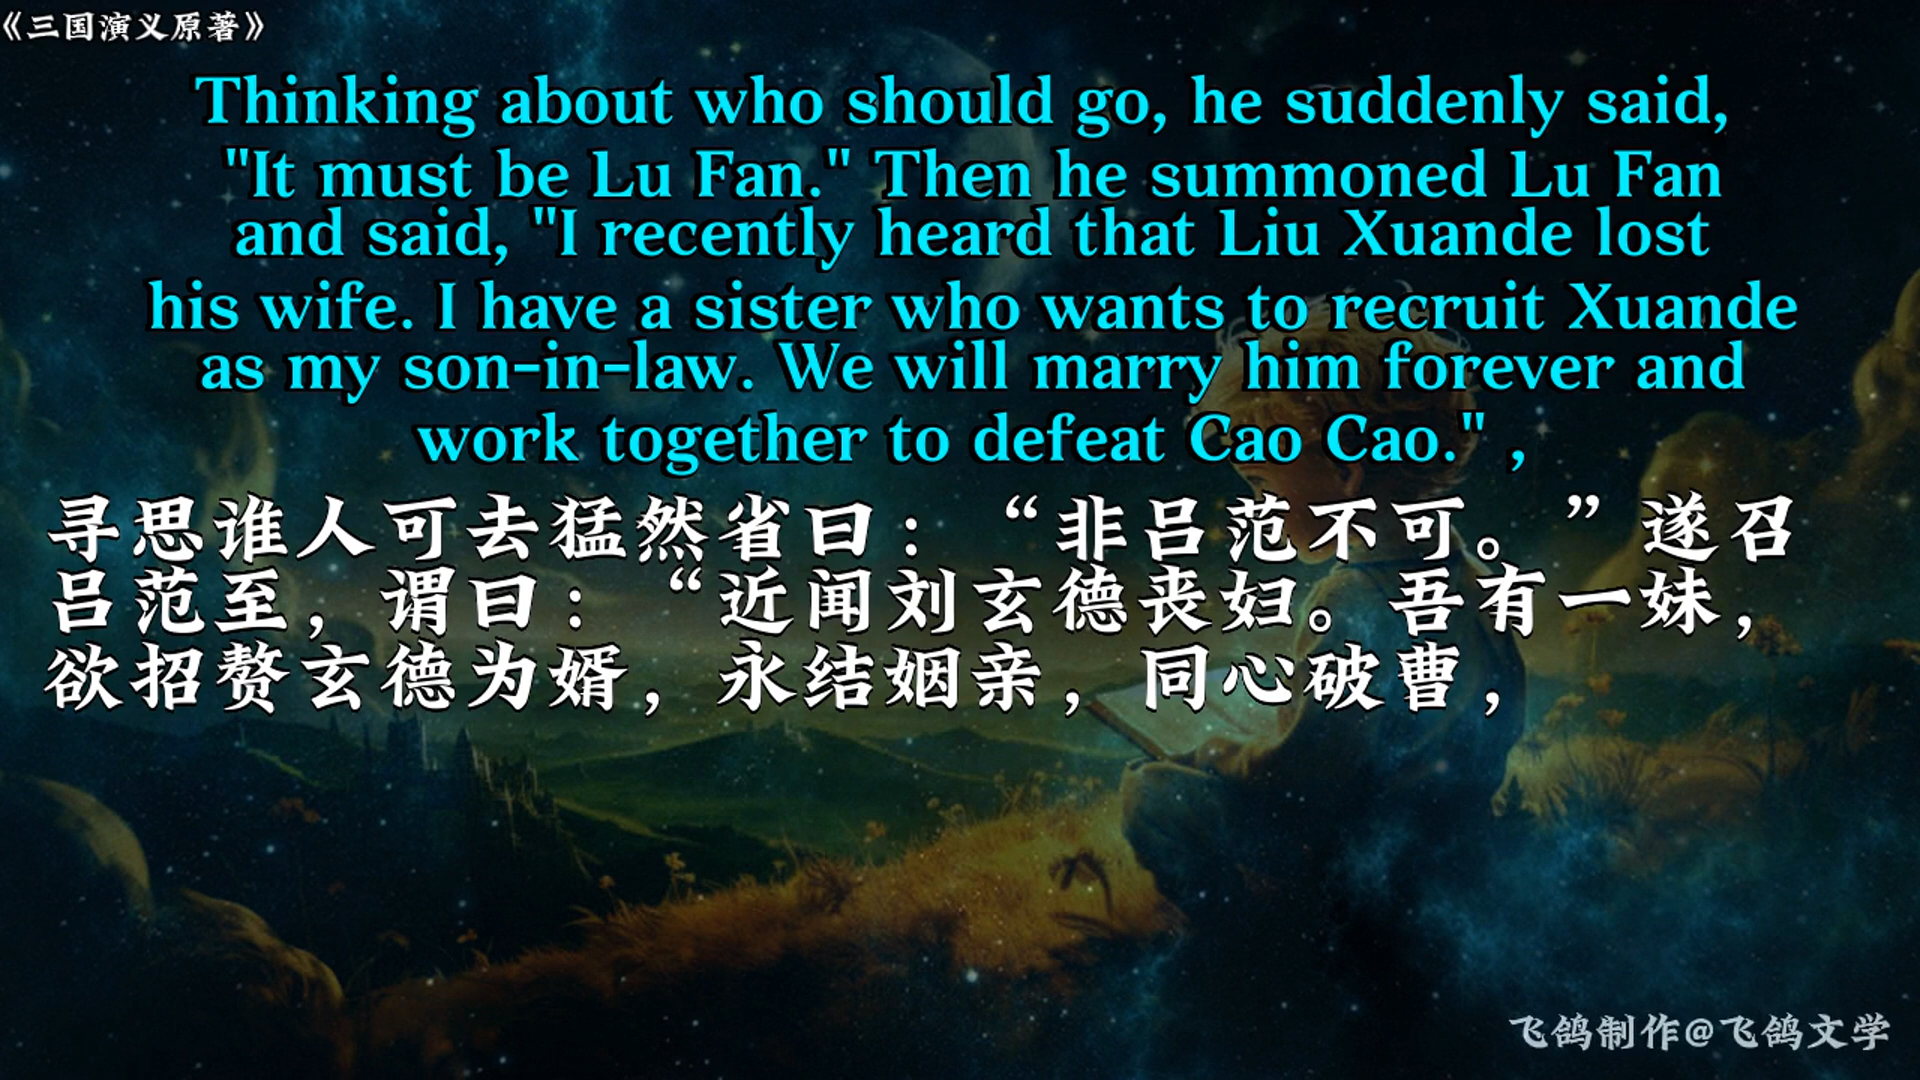 《三国演义原著》
Thinking about who should go, he suddenly said,
"It must be Lu Fan." Then he summoned Lu Fan
and said, "I recently heard that Liu Xuande lost
his wife. I have a sister who wants to recruit Xuande
as my son-in-law. We will marry him forever and
work together to defeat Cao Cao." ,
寻思谁人可去猛然省曰：“非吕范不可。”遂召
吕范至，谓曰：“近闻刘玄德丧妇。吾有一妹，
欲招赘玄德为婿，永结姻亲，同心破曹，
飞鸽制作@飞鸽文学